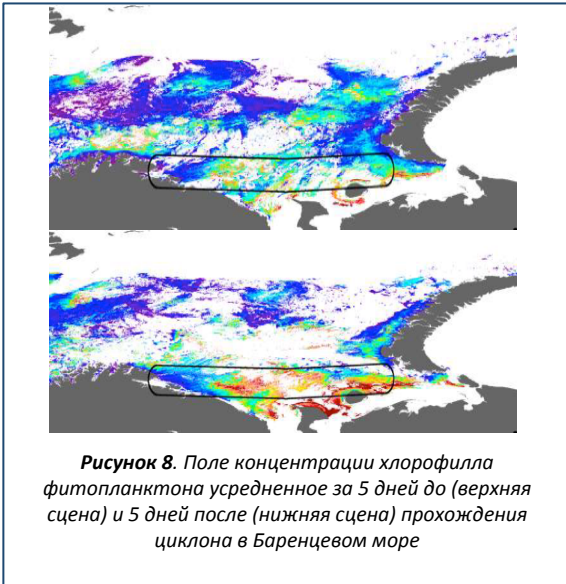 Рисунок 8. Поле концентрации хлорофилла
фитопланктона усредненное за 5 дней до (верхняя
сцена) и 5 дней после (нижняя сцена) прохождения
циклона в Баренцевом море